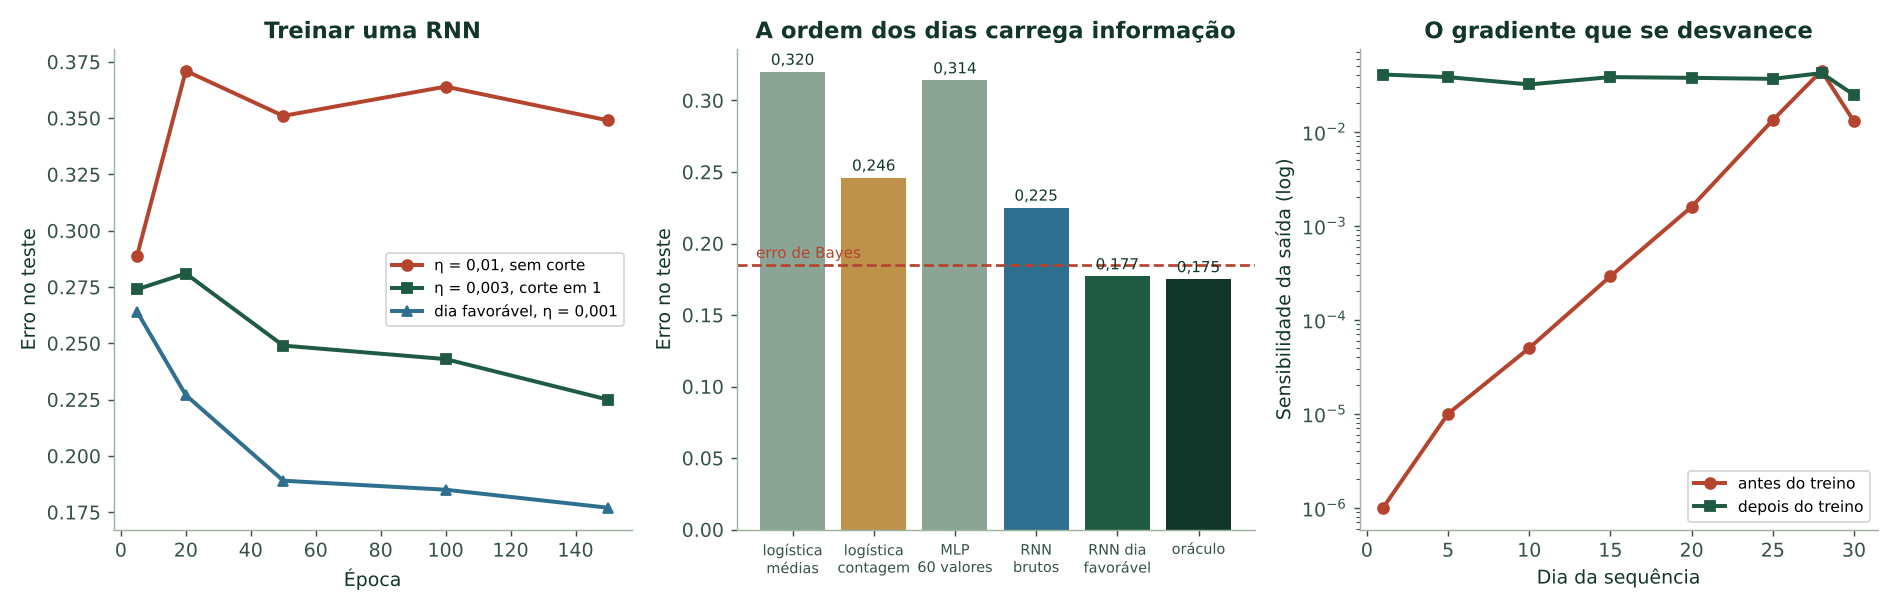 Treinar uma RNN
0.375
0.350
0.325
0.300
0.275
0.250
0.225
0.200
0.175
Erro no teste
η = 0,01, sem corte
η = 0,003, corte em 1
dia favorável, η = 0,001
0 20 40 60 80 100 120 140
Época
A ordem dos dias carrega informação
0.30
0.25
0.20
0.15
0.10
0.05
0.00
Erro no teste
0,320
0,246
0,314
0,225
0,177
0,175
erro de Bayes
logística
médias
logística
contagem
MLP
60 valores
RNN
brutos
RNN dia
favorável
oráculo
O gradiente que se desvanece
10⁻²
10⁻³
10⁻⁴
10⁻⁵
10⁻⁶
Sensibilidade da saída (log)
antes do treino
depois do treino
0 5 10 15 20 25 30
Dia da sequência